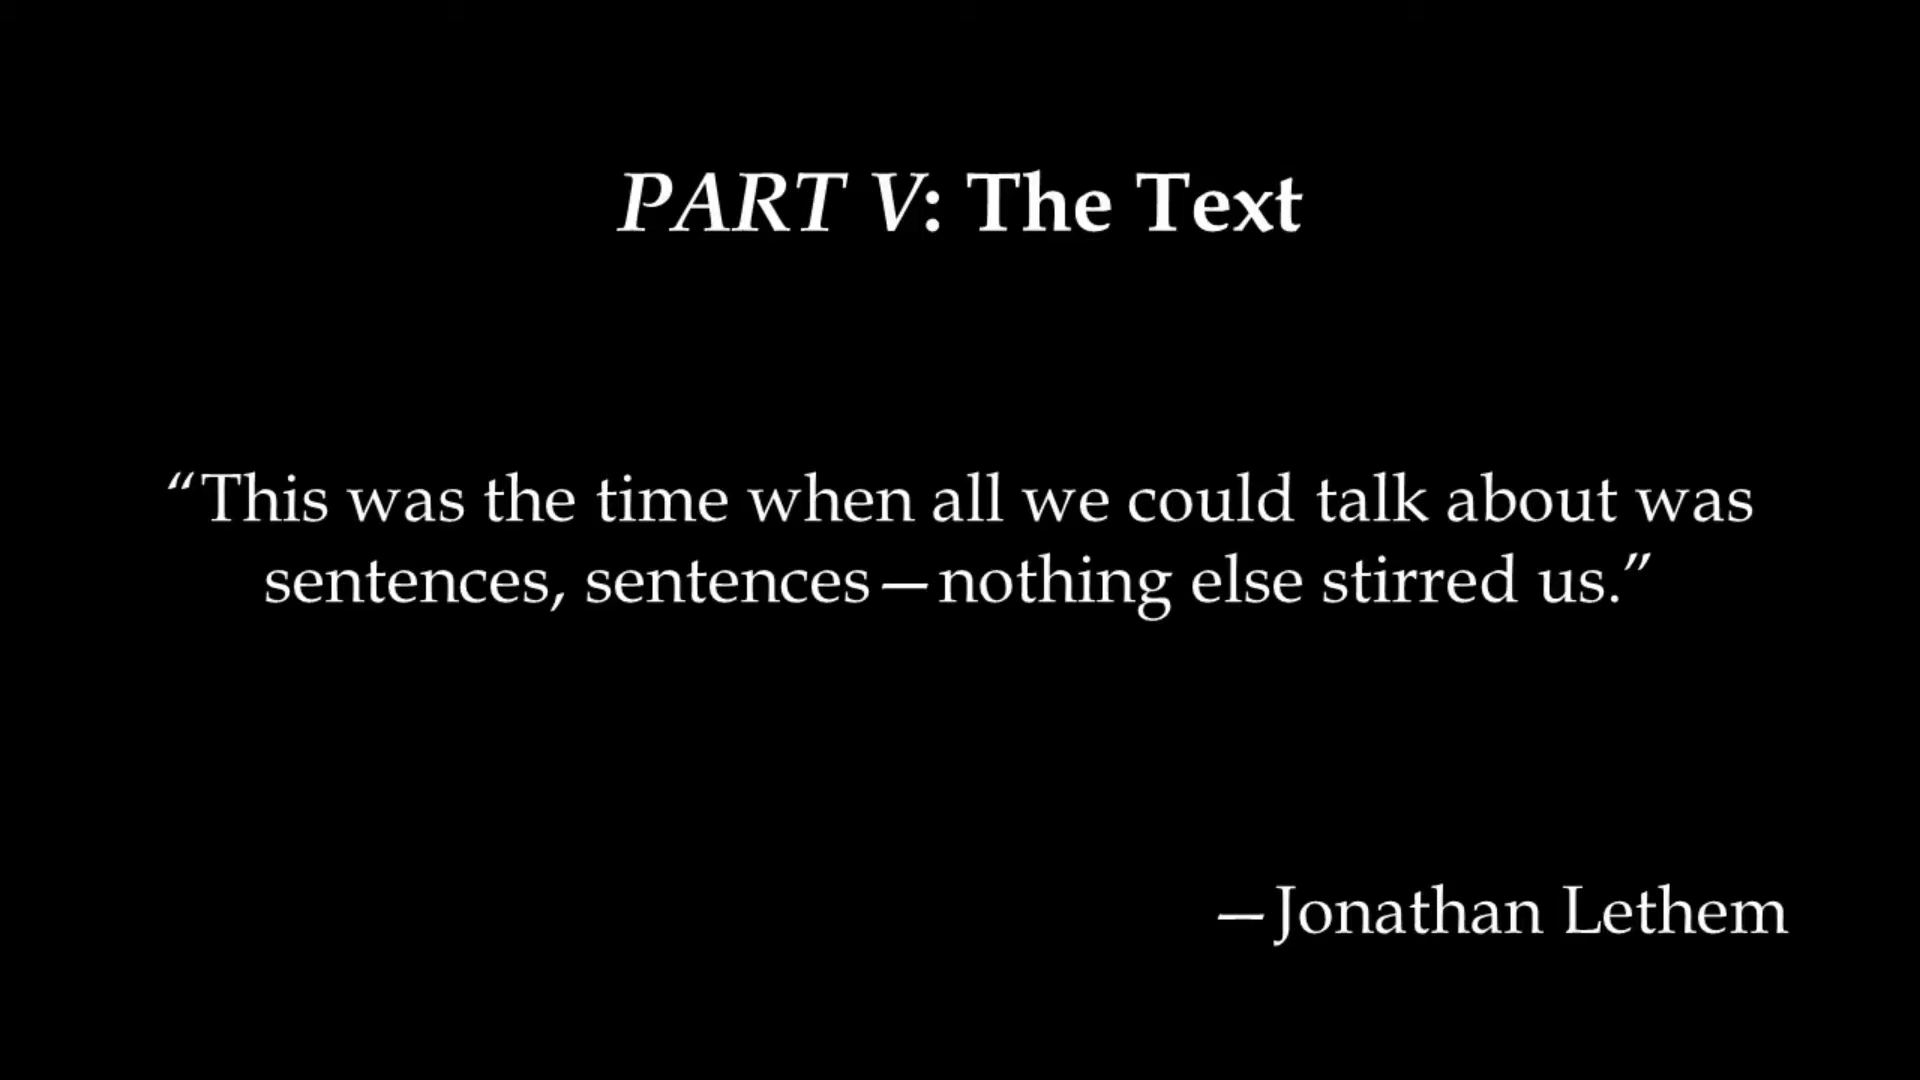 PART V: The Text
“This was the time when all we could talk about was
sentences, sentences—nothing else stirred us.”
—Jonathan Lethem